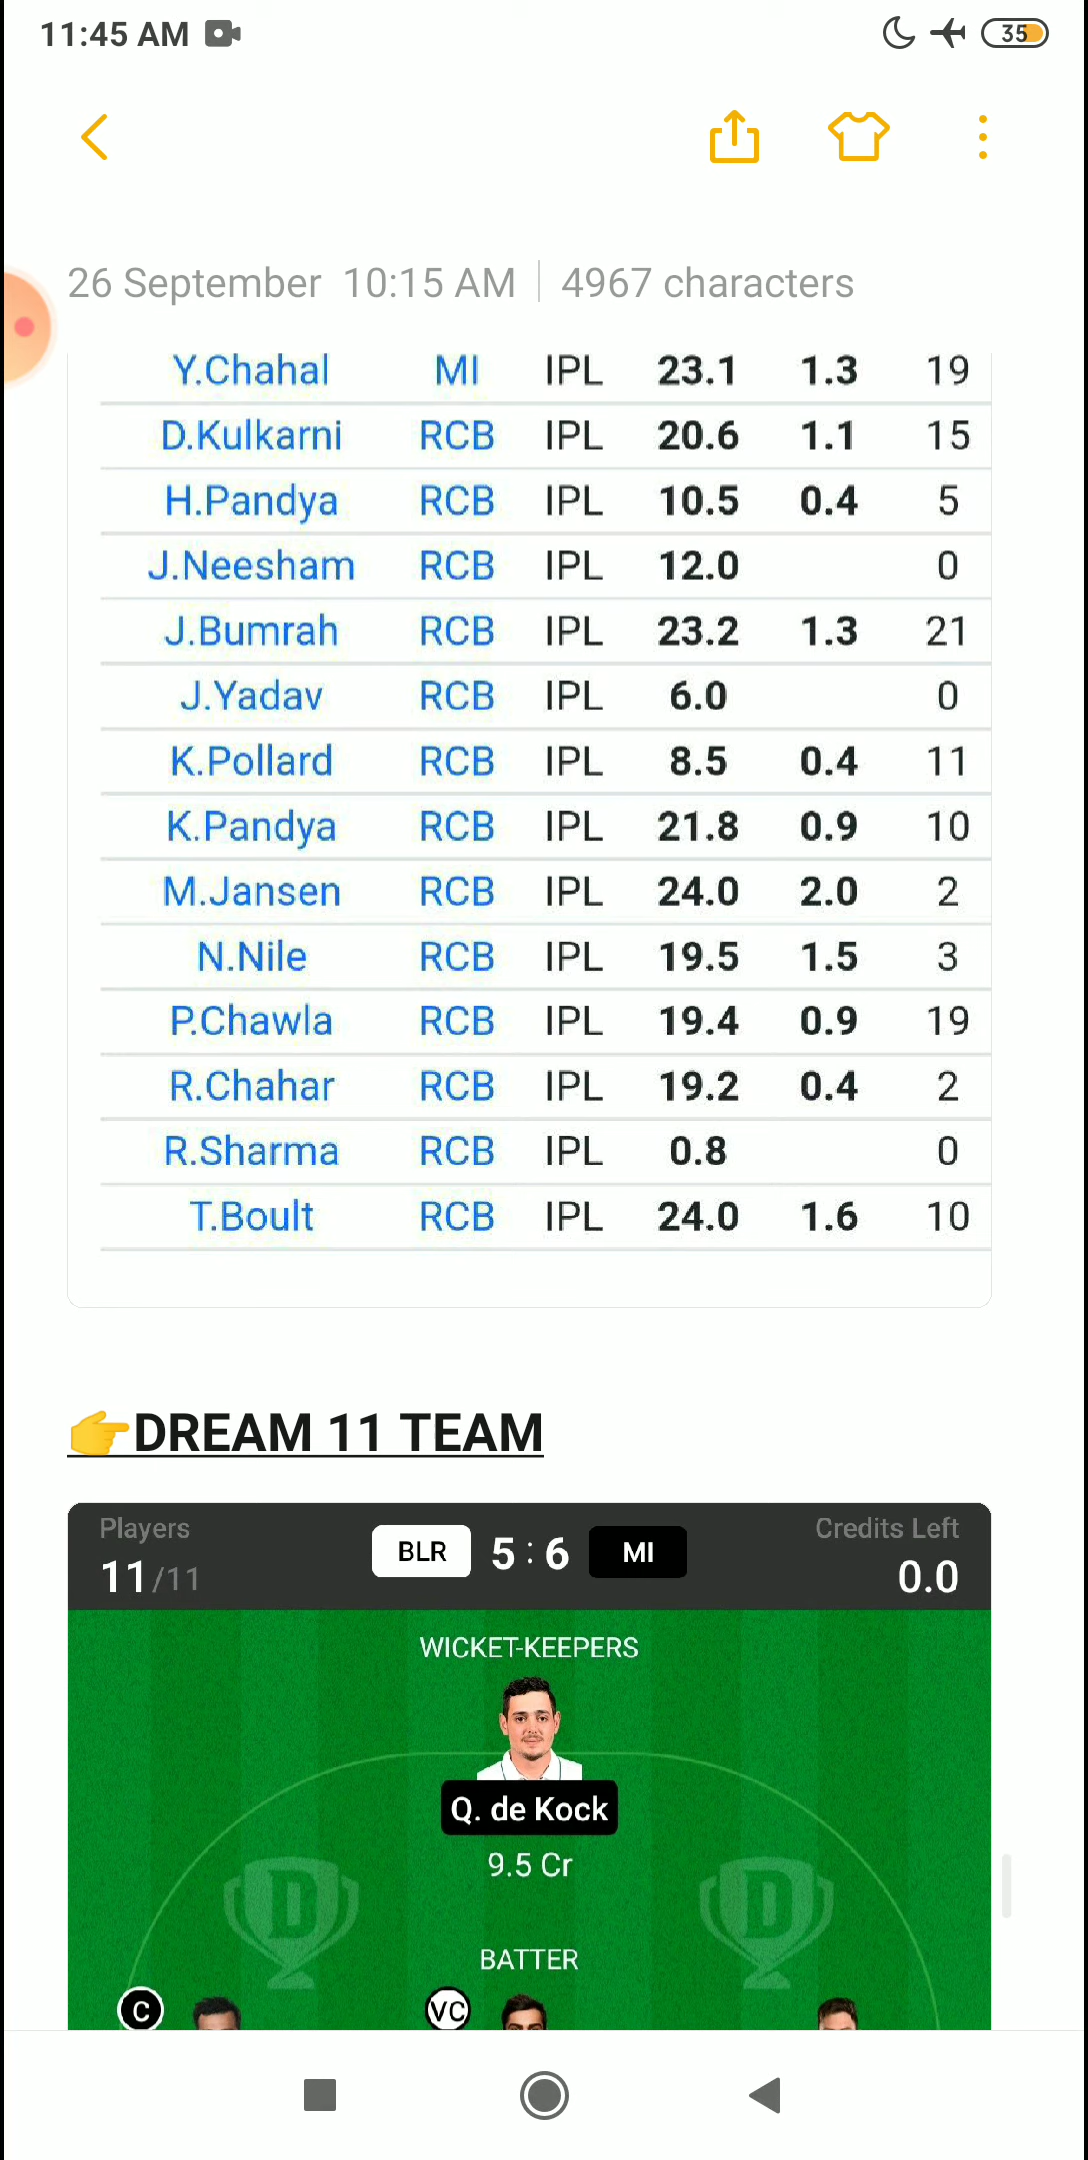 11:45 AM
35
26 September 10:15 AM | 4967 characters
Y.Chahal MI IPL 23.1 1.3 19
D.Kulkarni RCB IPL 20.6 1.1 15
H.Pandya RCB IPL 10.5 0.4 5
J.Neesham RCB IPL 12.0 0
J.Bumrah RCB IPL 23.2 1.3 21
J.Yadav RCB IPL 6.0 0
K.Pollard RCB IPL 8.5 0.4 11
K.Pandya RCB IPL 21.8 0.9 10
M.Jansen RCB IPL 24.0 2.0 2
N.Nile RCB IPL 19.5 1.5 3
P.Chawla RCB IPL 19.4 0.9 19
R.Chahar RCB IPL 19.2 0.4 2
R.Sharma RCB IPL 0.8 0
T.Boult RCB IPL 24.0 1.6 10
👉DREAM 11 TEAM
Players Credits Left
11/11 BLR 5 : 6 MI 0.0
WICKET-KEEPERS
Q. de Kock
9.5 Cr
D D
BATTER
C VC